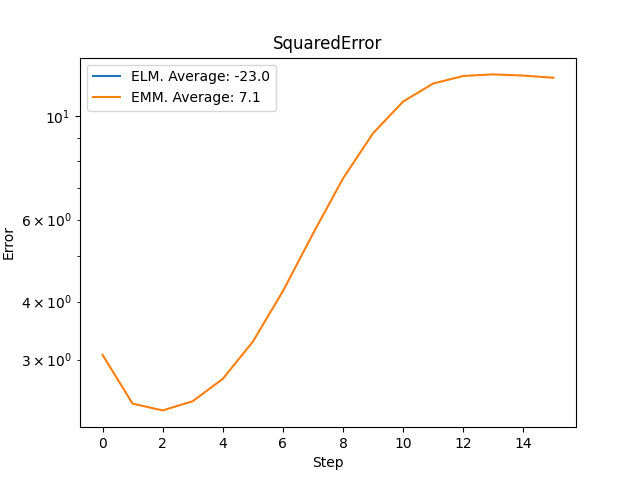 SquaredError
ELM. Average: -23.0
EMM. Average: 7.1
10¹
6 × 10⁰
4 × 10⁰
3 × 10⁰
Error
0 2 4 6 8 10 12 14
Step